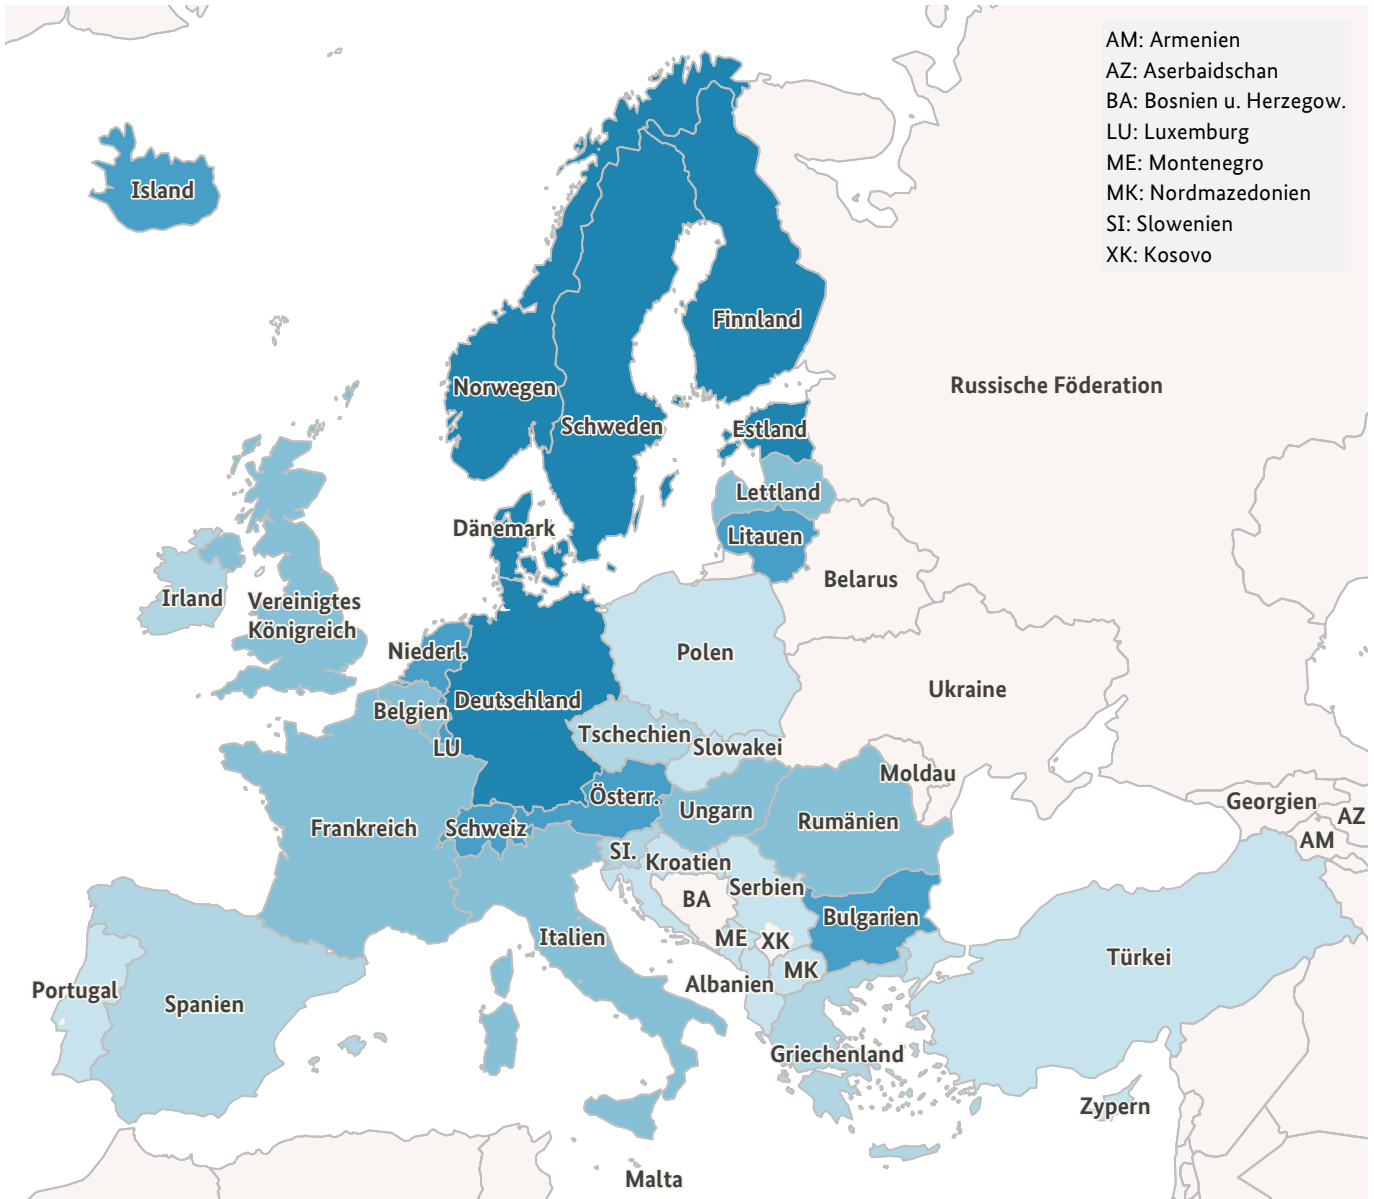 AM: Armenien
AZ: Aserbaidschan
BA: Bosnien u. Herzegow.
LU: Luxemburg
ME: Montenegro
MK: Nordmazedonien
SI: Slowenien
XK: Kosovo
Island
Finnland
Russische Föderation
Norwegen
Schweden
Estland
Lettland
Dänemark
Litauen
Belarus
Irland
Vereinigtes
Königreich
Niederl.
Polen
Ukraine
Deutschland
Belgien
Tschechien
LU
Slowakei
Moldau
Österr.
Georgien
Ungarn
AZ
Rumänien
Frankreich
Schweiz
AM
SI.
Kroatien
Serbien
BA
Bulgarien
Italien
ME
XK
Türkei
MK
Albanien
Portugal
Spanien
Griechenland
Zypern
Malta